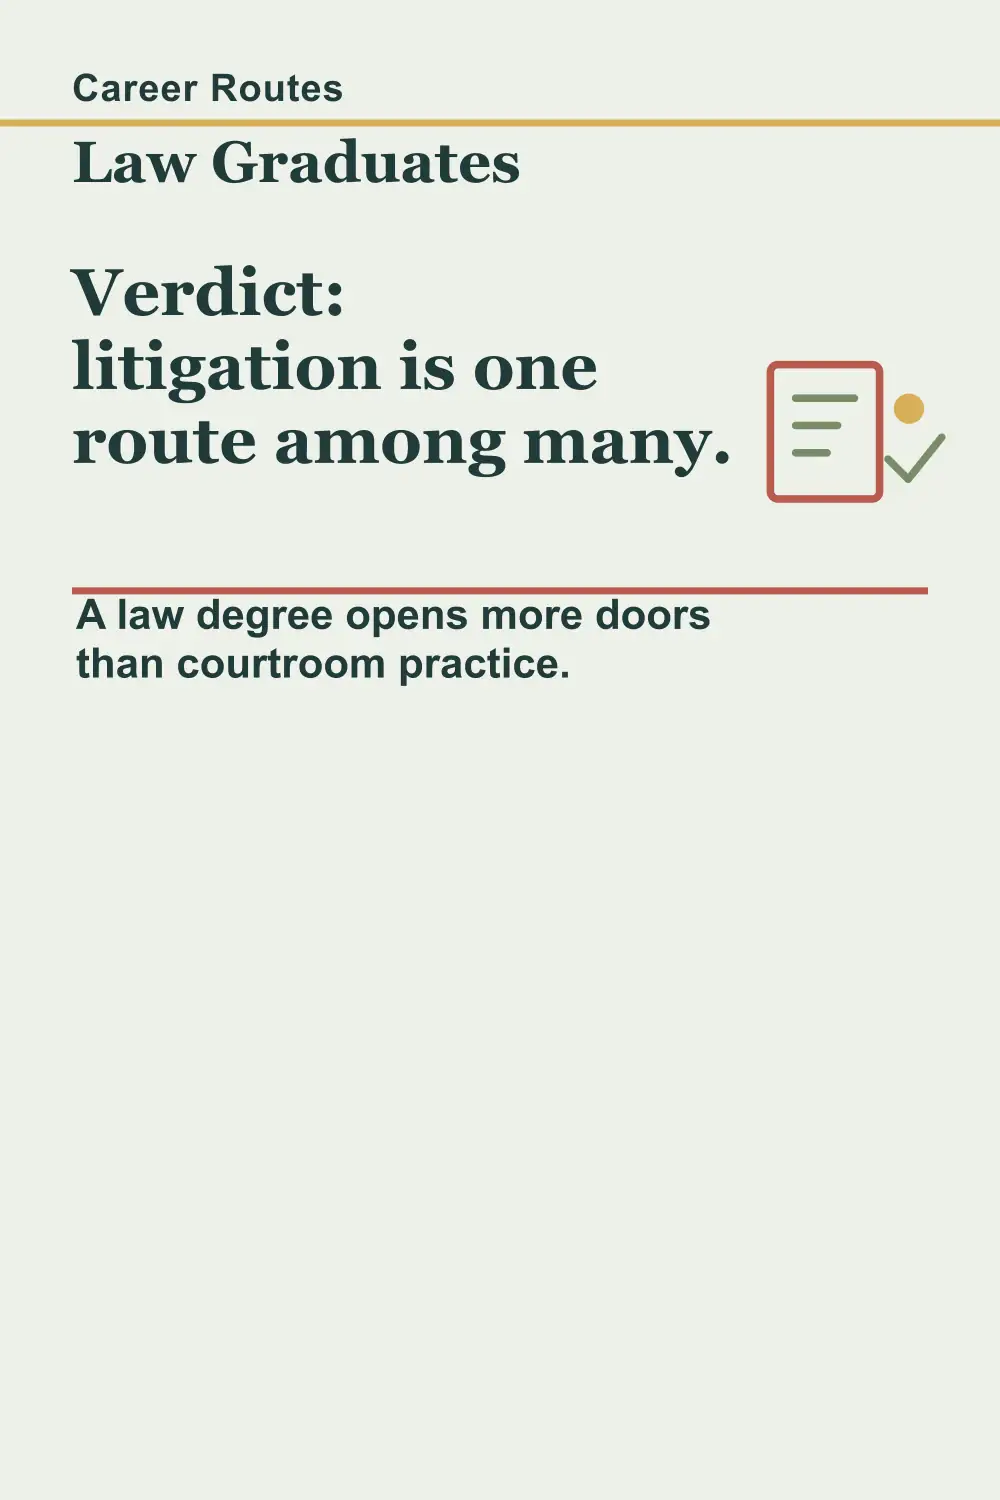 Career Routes
Law Graduates
Verdict:
litigation is one
route among many.
A law degree opens more doors
than courtroom practice.